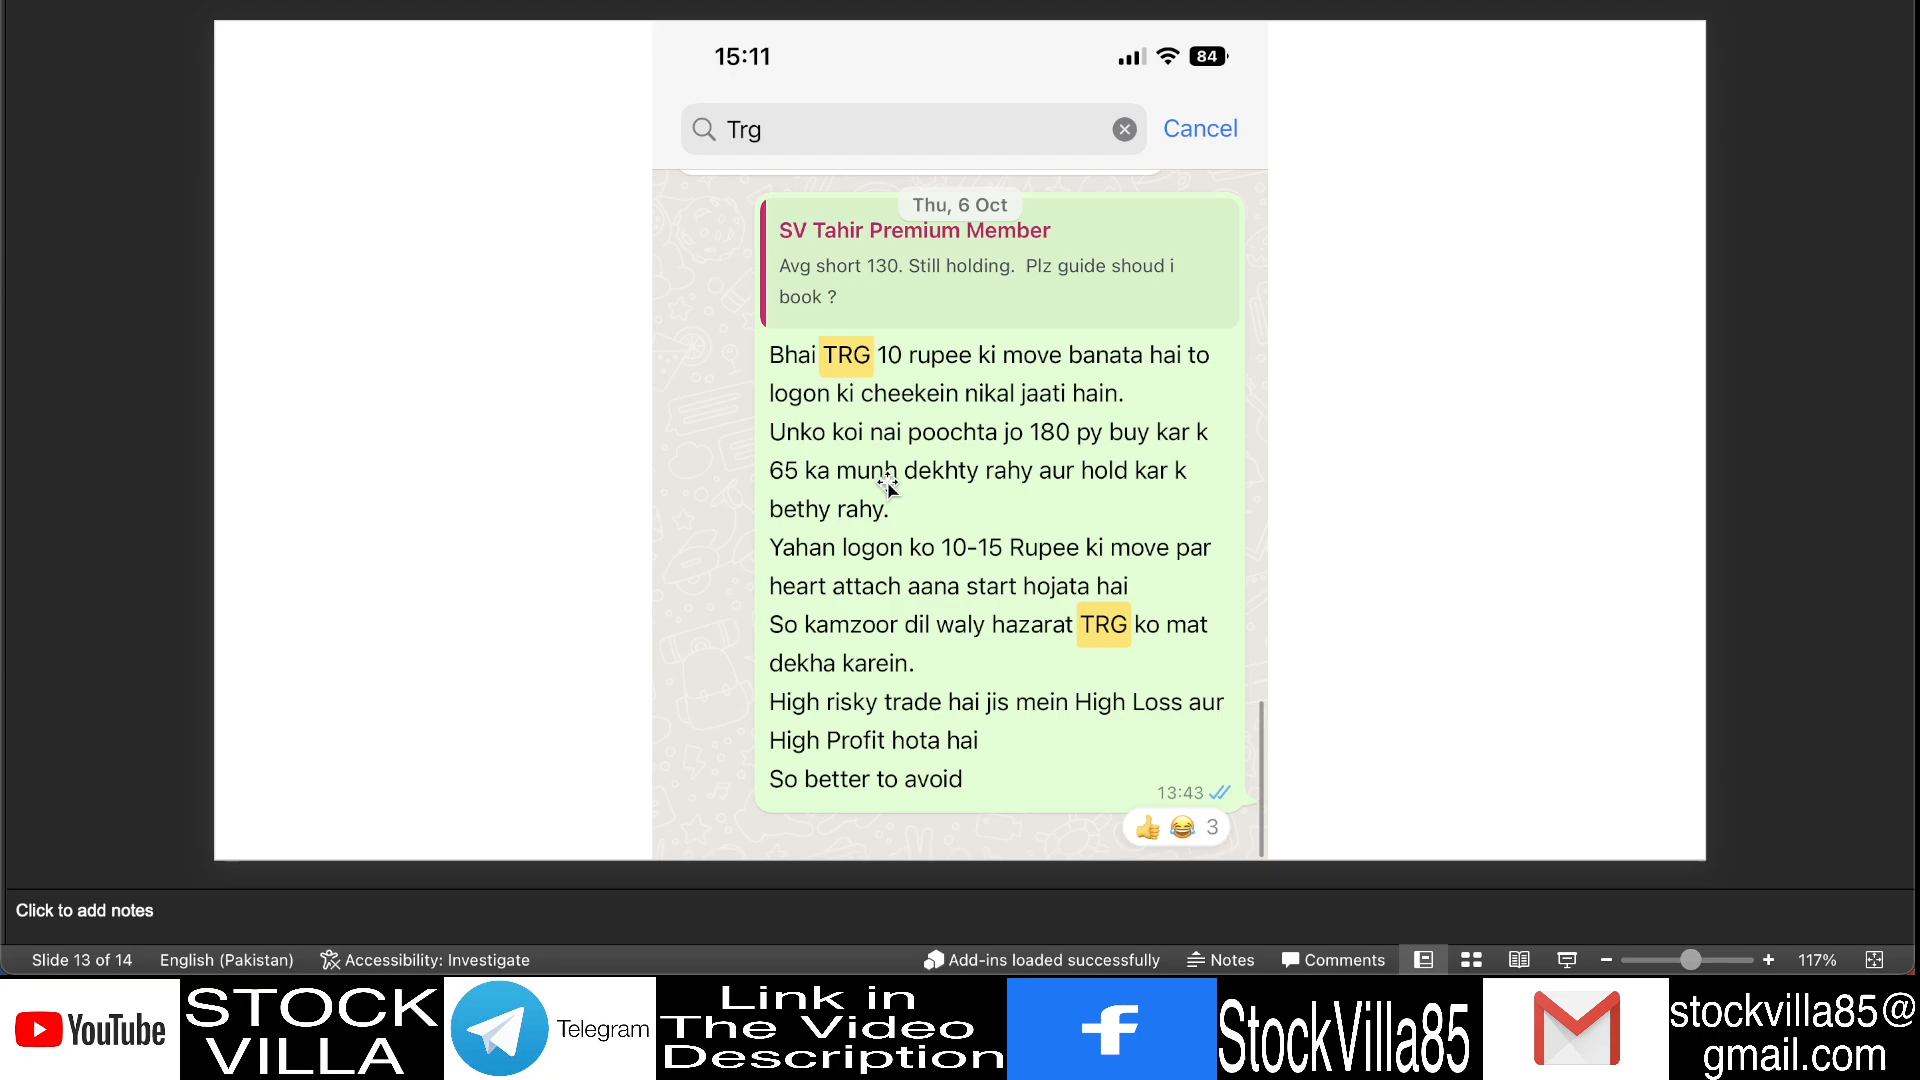 15:11
84
Trg
Cancel
Thu, 6 Oct
SV Tahir Premium Member
Avg short 130. Still holding.  Plz guide shoud i
book ?
Bhai TRG 10 rupee ki move banata hai to
logon ki cheekein nikal jaati hain.
Unko koi nai poochta jo 180 py buy kar k
65 ka munh dekhty rahy aur hold kar k
bethy rahy.
Yahan logon ko 10-15 Rupee ki move par
heart attach aana start hojata hai
So kamzoor dil waly hazarat TRG ko mat
dekha karein.
High risky trade hai jis mein High Loss aur
High Profit hota hai
So better to avoid
13:43
3
Click to add notes
Slide 13 of 14
English (Pakistan)
Accessibility: Investigate
Add-ins loaded successfully
Notes
Comments
117%
YouTube
STOCK
VILLA
Telegram
Link in
The Video
Description
StockVilla85
stockvilla85@
gmail.com